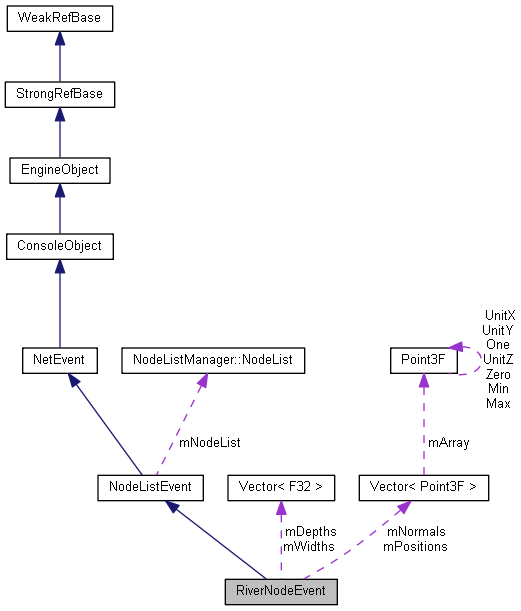 WeakRefBase
StrongRefBase
EngineObject
ConsoleObject
UnitX
UnitY
One
UnitZ
Zero
Min
Max
NetEvent
NodeListManager::NodeList
Point3F
mNodeList
mArray
NodeListEvent
Vector< F32 >
Vector< Point3F >
mDepths
mWidths
mNormals
mPositions
RiverNodeEvent